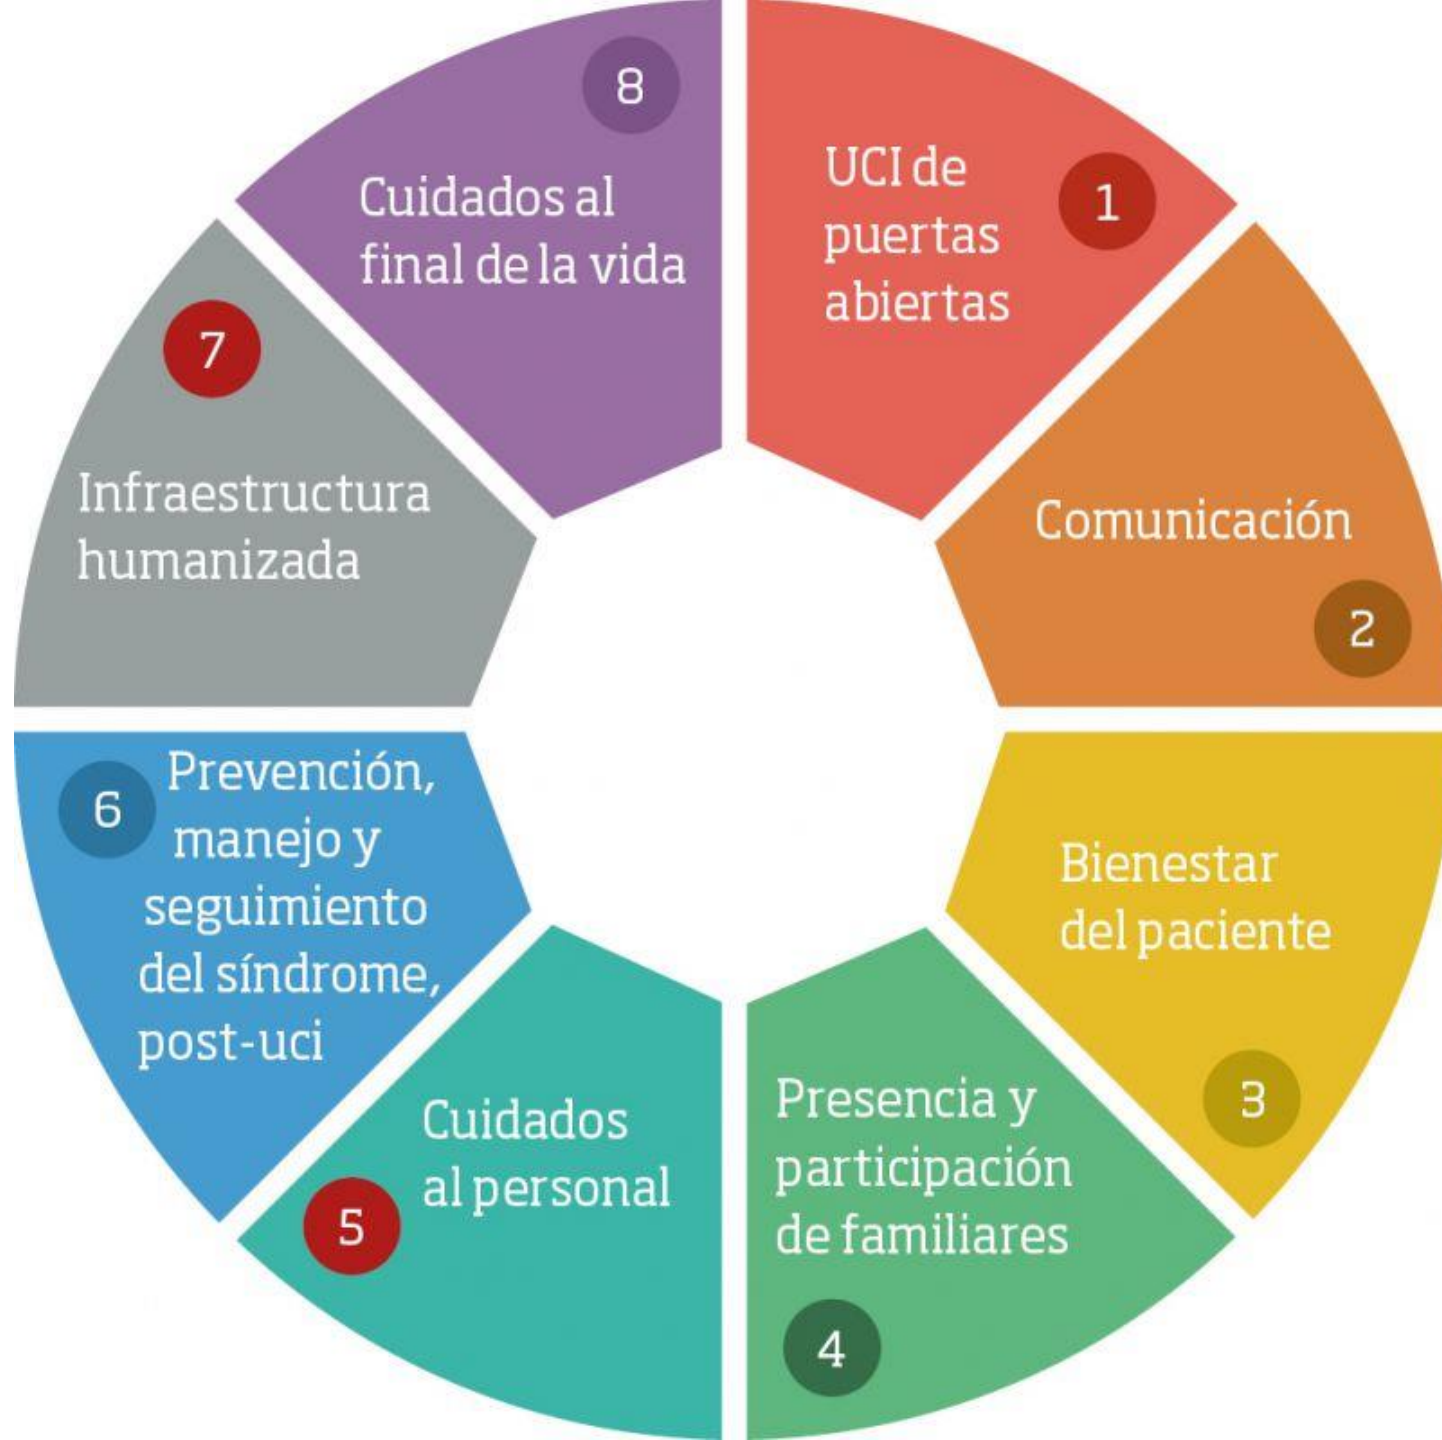 1
UCI de
puertas
abiertas
2
Comunicación
3
Bienestar
del paciente
4
Presencia y
participación
de familiares
5
Cuidados
al personal
6
Prevención,
manejo y
seguimiento
del síndrome,
post-uci
7
Infraestructura
humanizada
8
Cuidados al
final de la vida